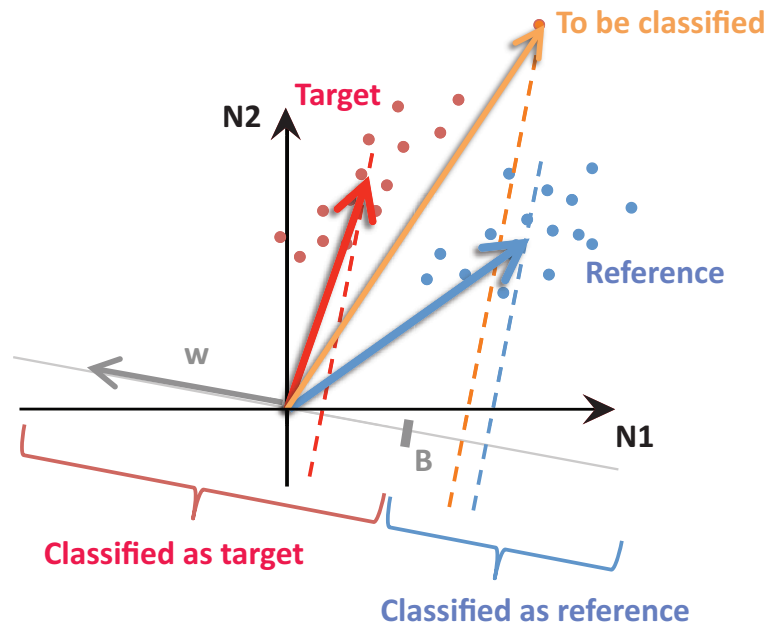 To be classified
Target
N2
Reference
w
N1
B
Classified as target
Classified as reference